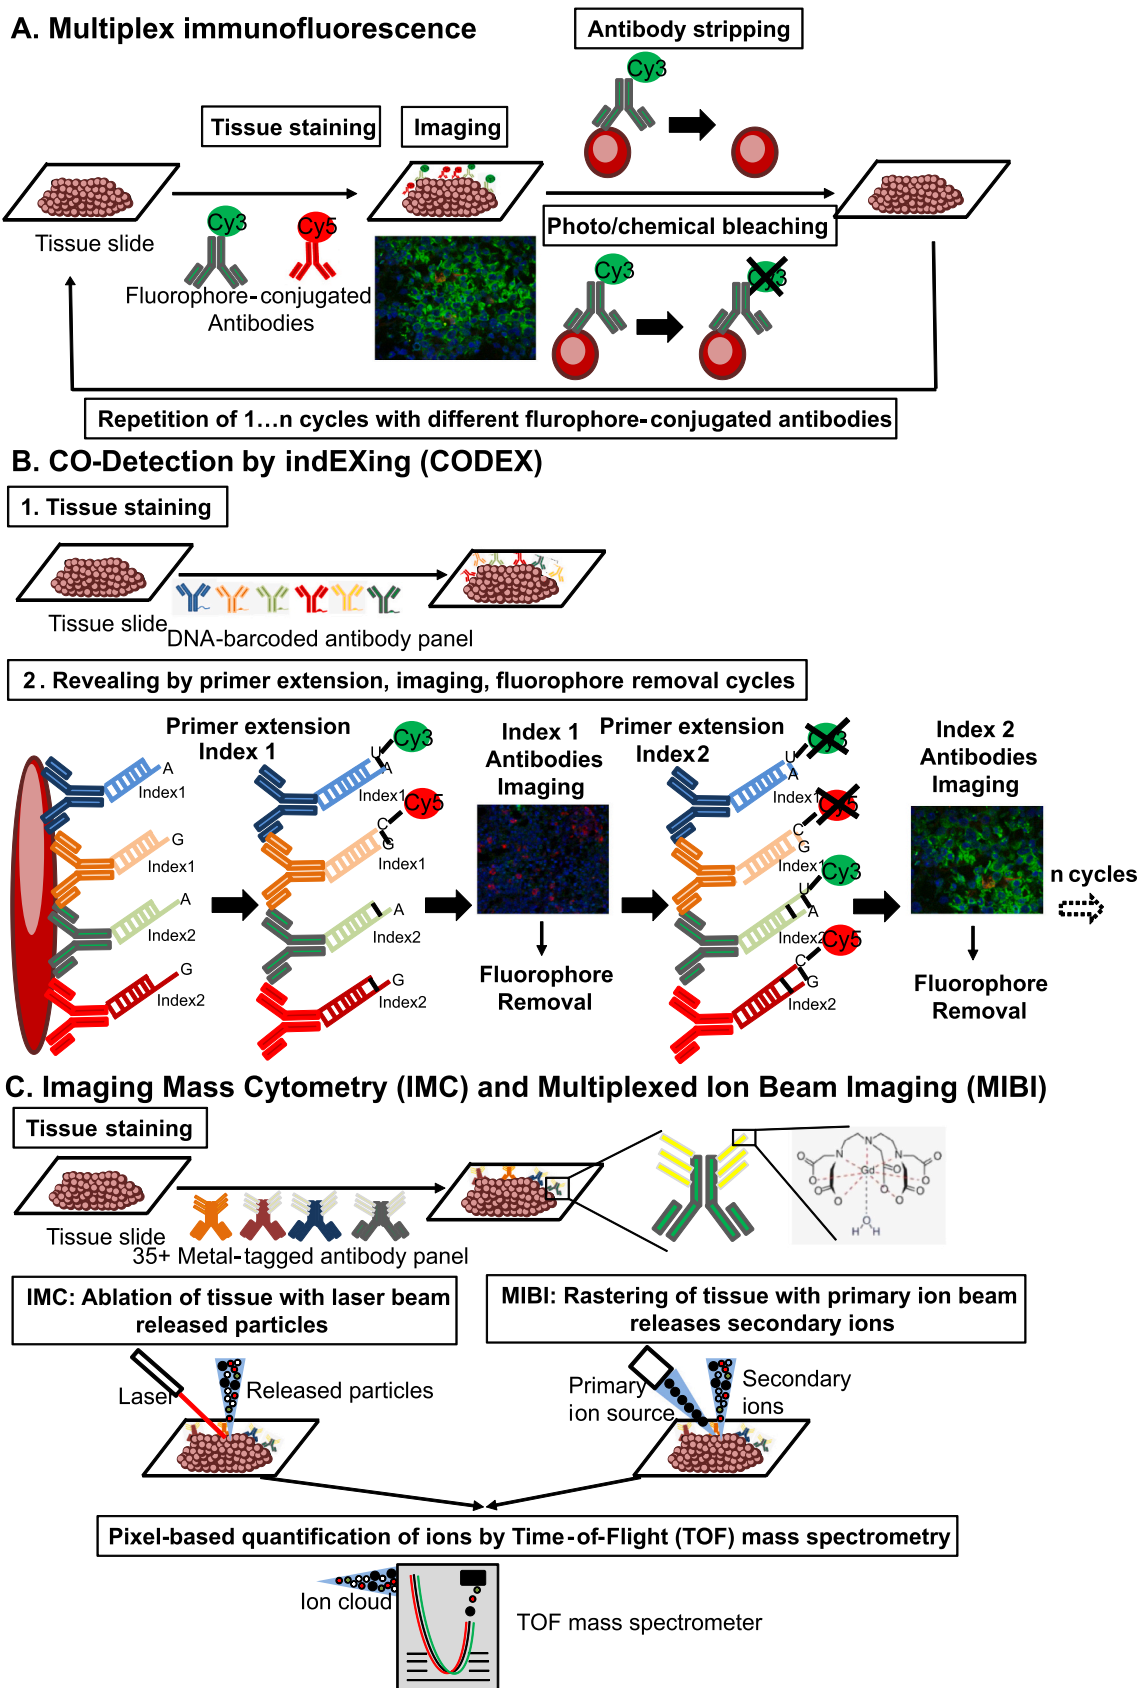 A. Multiplex immunofluorescence
Antibody stripping
Cy3
Tissue staining
Imaging
Tissue slide
Cy3
Cy5
Fluorophore-conjugated
Antibodies
Photo/chemical bleaching
Cy3
Cy3
Repetition of 1...n cycles with different flurophore-conjugated antibodies
B. CO-Detection by indEXing (CODEX)
1. Tissue staining
Tissue slide
DNA-barcoded antibody panel
2. Revealing by primer extension, imaging, fluorophore removal cycles
A
Index1
G
Index1
A
Index2
G
Index2
Primer extension
Index 1
U
Cy3
A
Index1
C
Cy5
G
Index1
A
Index2
G
Index2
Index 1
Antibodies
Imaging
Fluorophore
Removal
Primer extension
Index2
U
Cy3
A
Index1
Cy5
C
G
Index1
U
Cy3
A
Index2
C
Cy5
G
Index2
Index 2
Antibodies
Imaging
Fluorophore
Removal
n cycles
C. Imaging Mass Cytometry (IMC) and Multiplexed Ion Beam Imaging (MIBI)
Tissue staining
Tissue slide
35+ Metal-tagged antibody panel
N
N
N
O
O
O
O
Gd
O
O
O
O
H
O
H
IMC: Ablation of tissue with laser beam
released particles
MIBI: Rastering of tissue with primary ion beam
releases secondary ions
Laser
Released particles
Primary
ion source
Secondary
ions
Pixel-based quantification of ions by Time-of-Flight (TOF) mass spectrometry
Ion cloud
TOF mass spectrometer